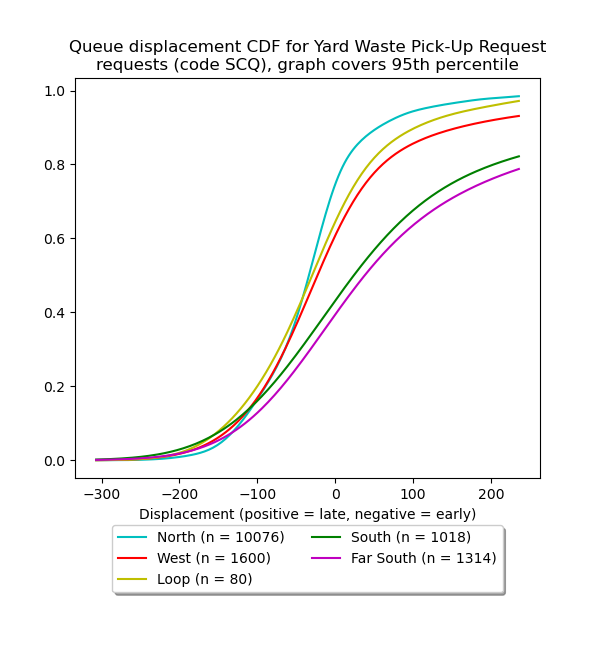 Queue displacement CDF for Yard Waste Pick-Up Request
requests (code SCQ), graph covers 95th percentile
1.0
0.8
0.6
0.4
0.2
0.0
−300 −200 −100 0 100 200
Displacement (positive = late, negative = early)
North (n = 10076) South (n = 1018)
West (n = 1600) Far South (n = 1314)
Loop (n = 80)